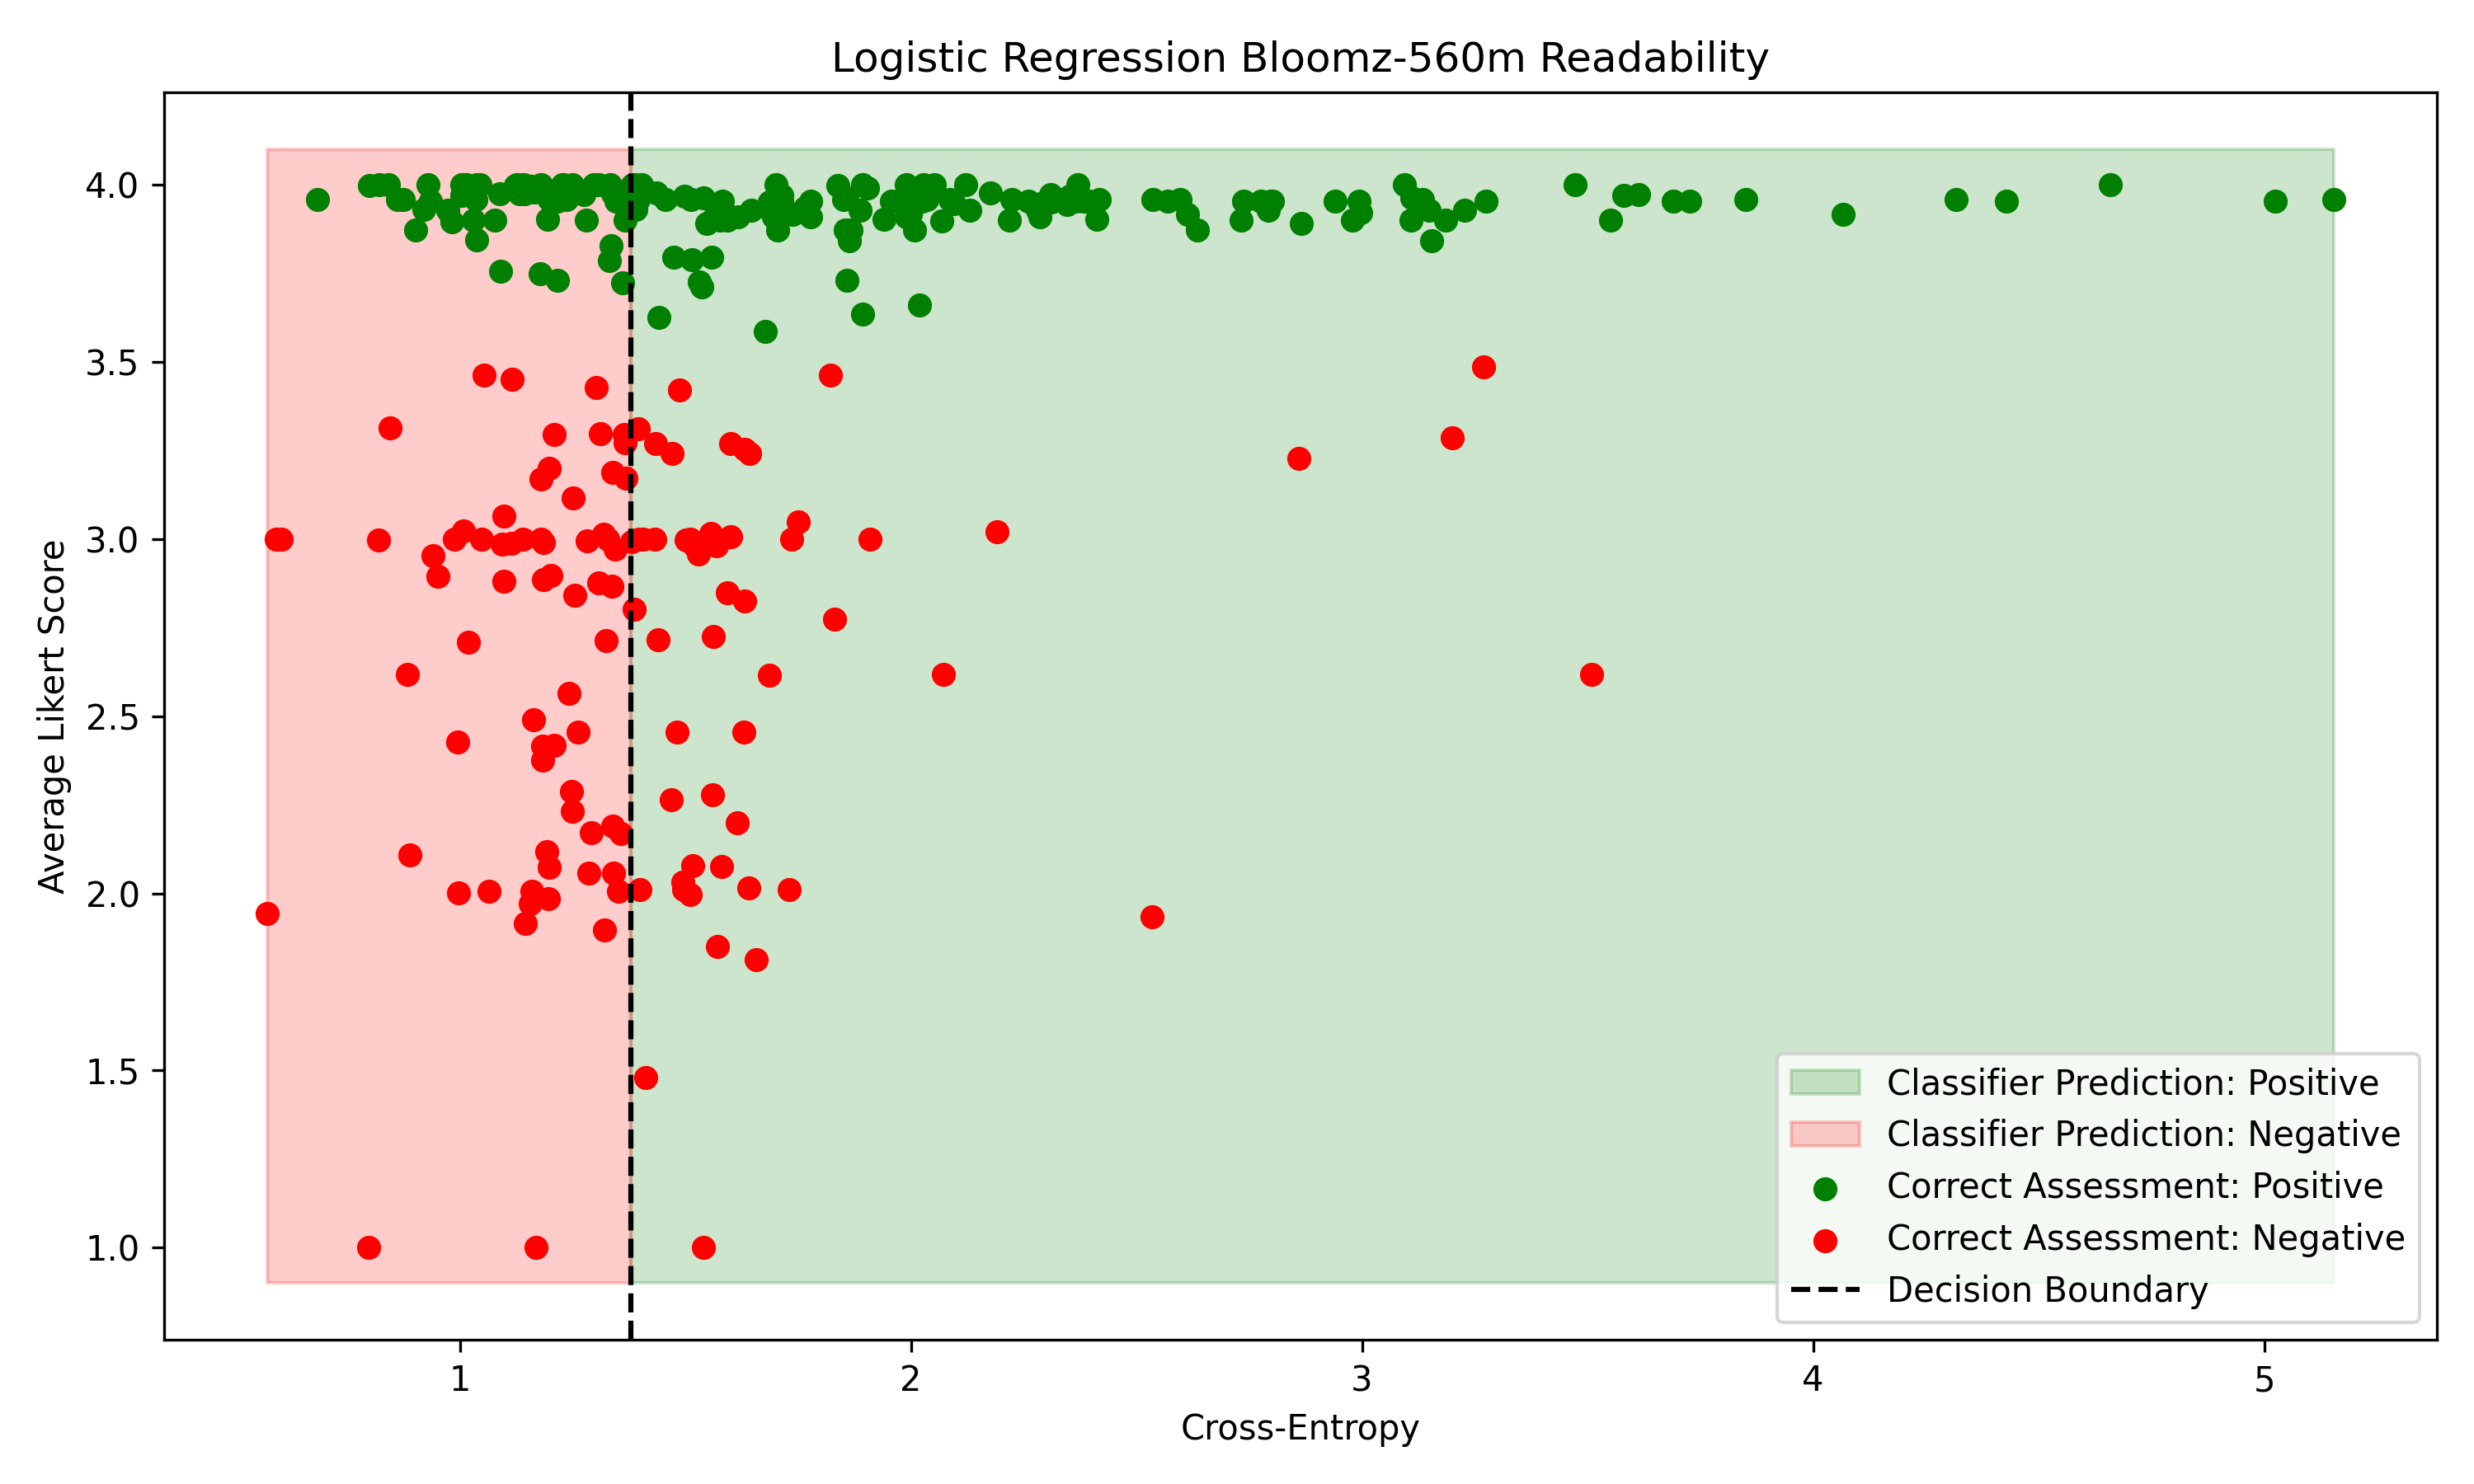 Logistic Regression Bloomz-560m Readability
Average Likert Score
4.0
3.5
3.0
2.5
2.0
1.5
1.0
Classifier Prediction: Positive
Classifier Prediction: Negative
Correct Assessment: Positive
Correct Assessment: Negative
Decision Boundary
1 2 3 4 5
Cross-Entropy